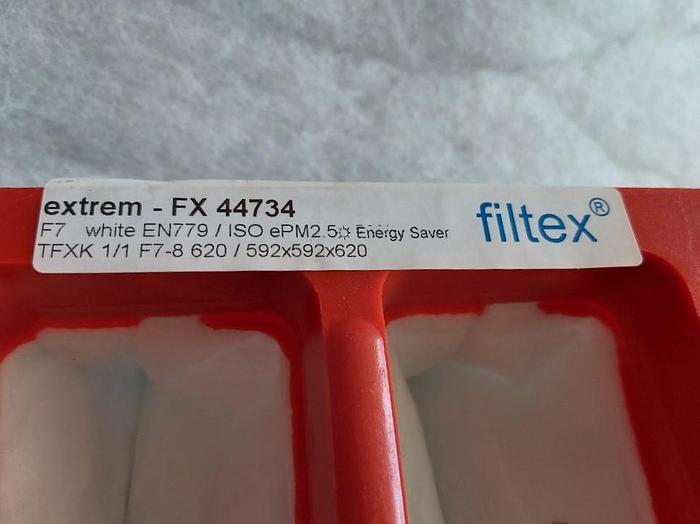 extrem - FX 44734
F7 white EN779 / ISO ePM2.5 Energy Saver
TFXK 1/1 F7-8 620 / 592x592x620
filtex®